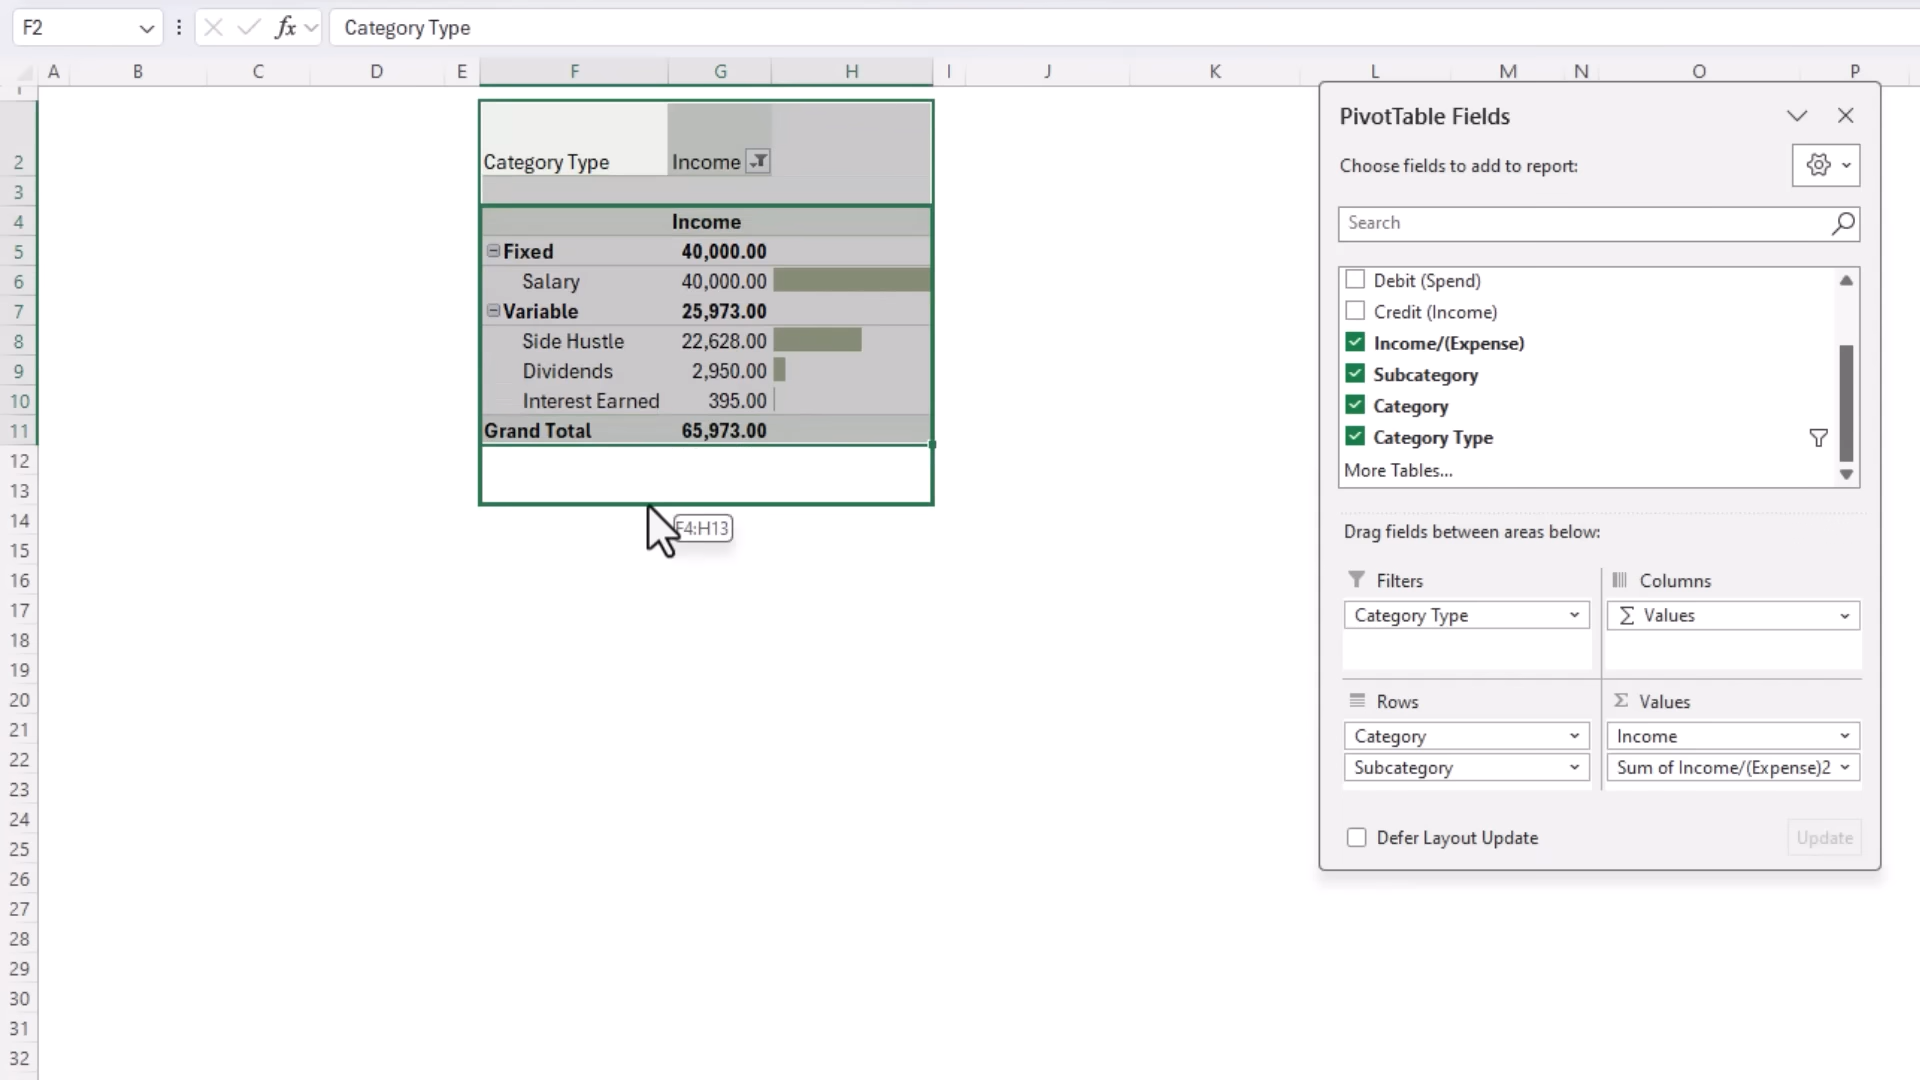 F2
fx
Category Type
A B C D E F G H I J K L M N O P
PivotTable Fields
Choose fields to add to report:
Search
Debit (Spend)
Credit (Income)
Income/(Expense)
Subcategory
Category
Category Type
More Tables...
Drag fields between areas below:
Filters
Category Type
Columns
Σ Values
Rows
Category
Subcategory
Σ Values
Income
Sum of Income/(Expense)2
Defer Layout Update
Update
2 Category Type Income
3
4 Income
5 Fixed 40,000.00
6 Salary 40,000.00
7 Variable 25,973.00
8 Side Hustle 22,628.00
9 Dividends 2,950.00
10 Interest Earned 395.00
11 Grand Total 65,973.00
12
13
14 F4:H13
15
16
17
18
19
20
21
22
23
24
25
26
27
28
29
30
31
32